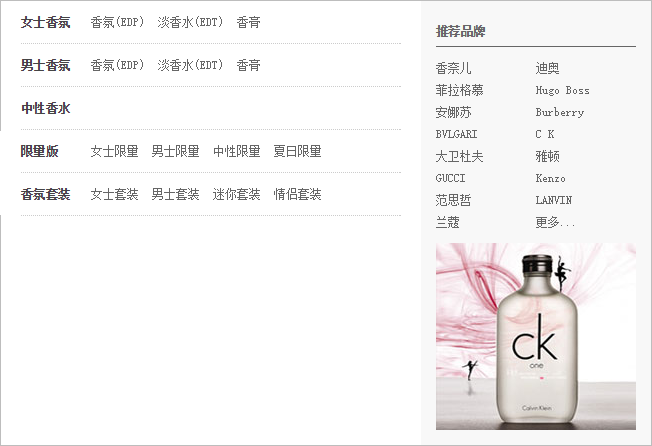 女士香氛 香氛(EDP) 淡香水(EDT) 香膏
男士香氛 香氛(EDP) 淡香水(EDT) 香膏
中性香水
限量版 女士限量 男士限量 中性限量 夏日限量
香氛套装 女士套装 男士套装 迷你套装 情侣套装
推荐品牌
香奈儿 迪奥
菲拉格慕 Hugo Boss
安娜苏 Burberry
BVLGARI C K
大卫杜夫 雅顿
GUCCI Kenzo
范思哲 LANVIN
兰蔻 更多...
ck
one
Calvin Klein